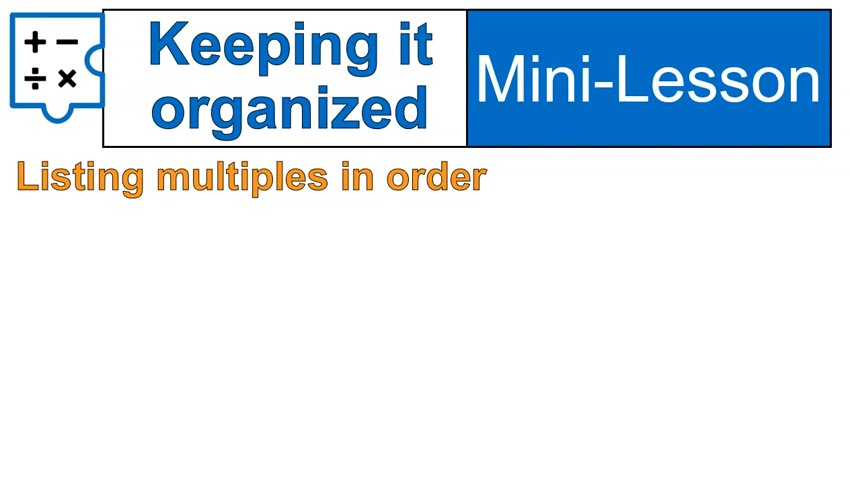 + −
÷ ×
Keeping it
organized
Mini-Lesson
Listing multiples in order